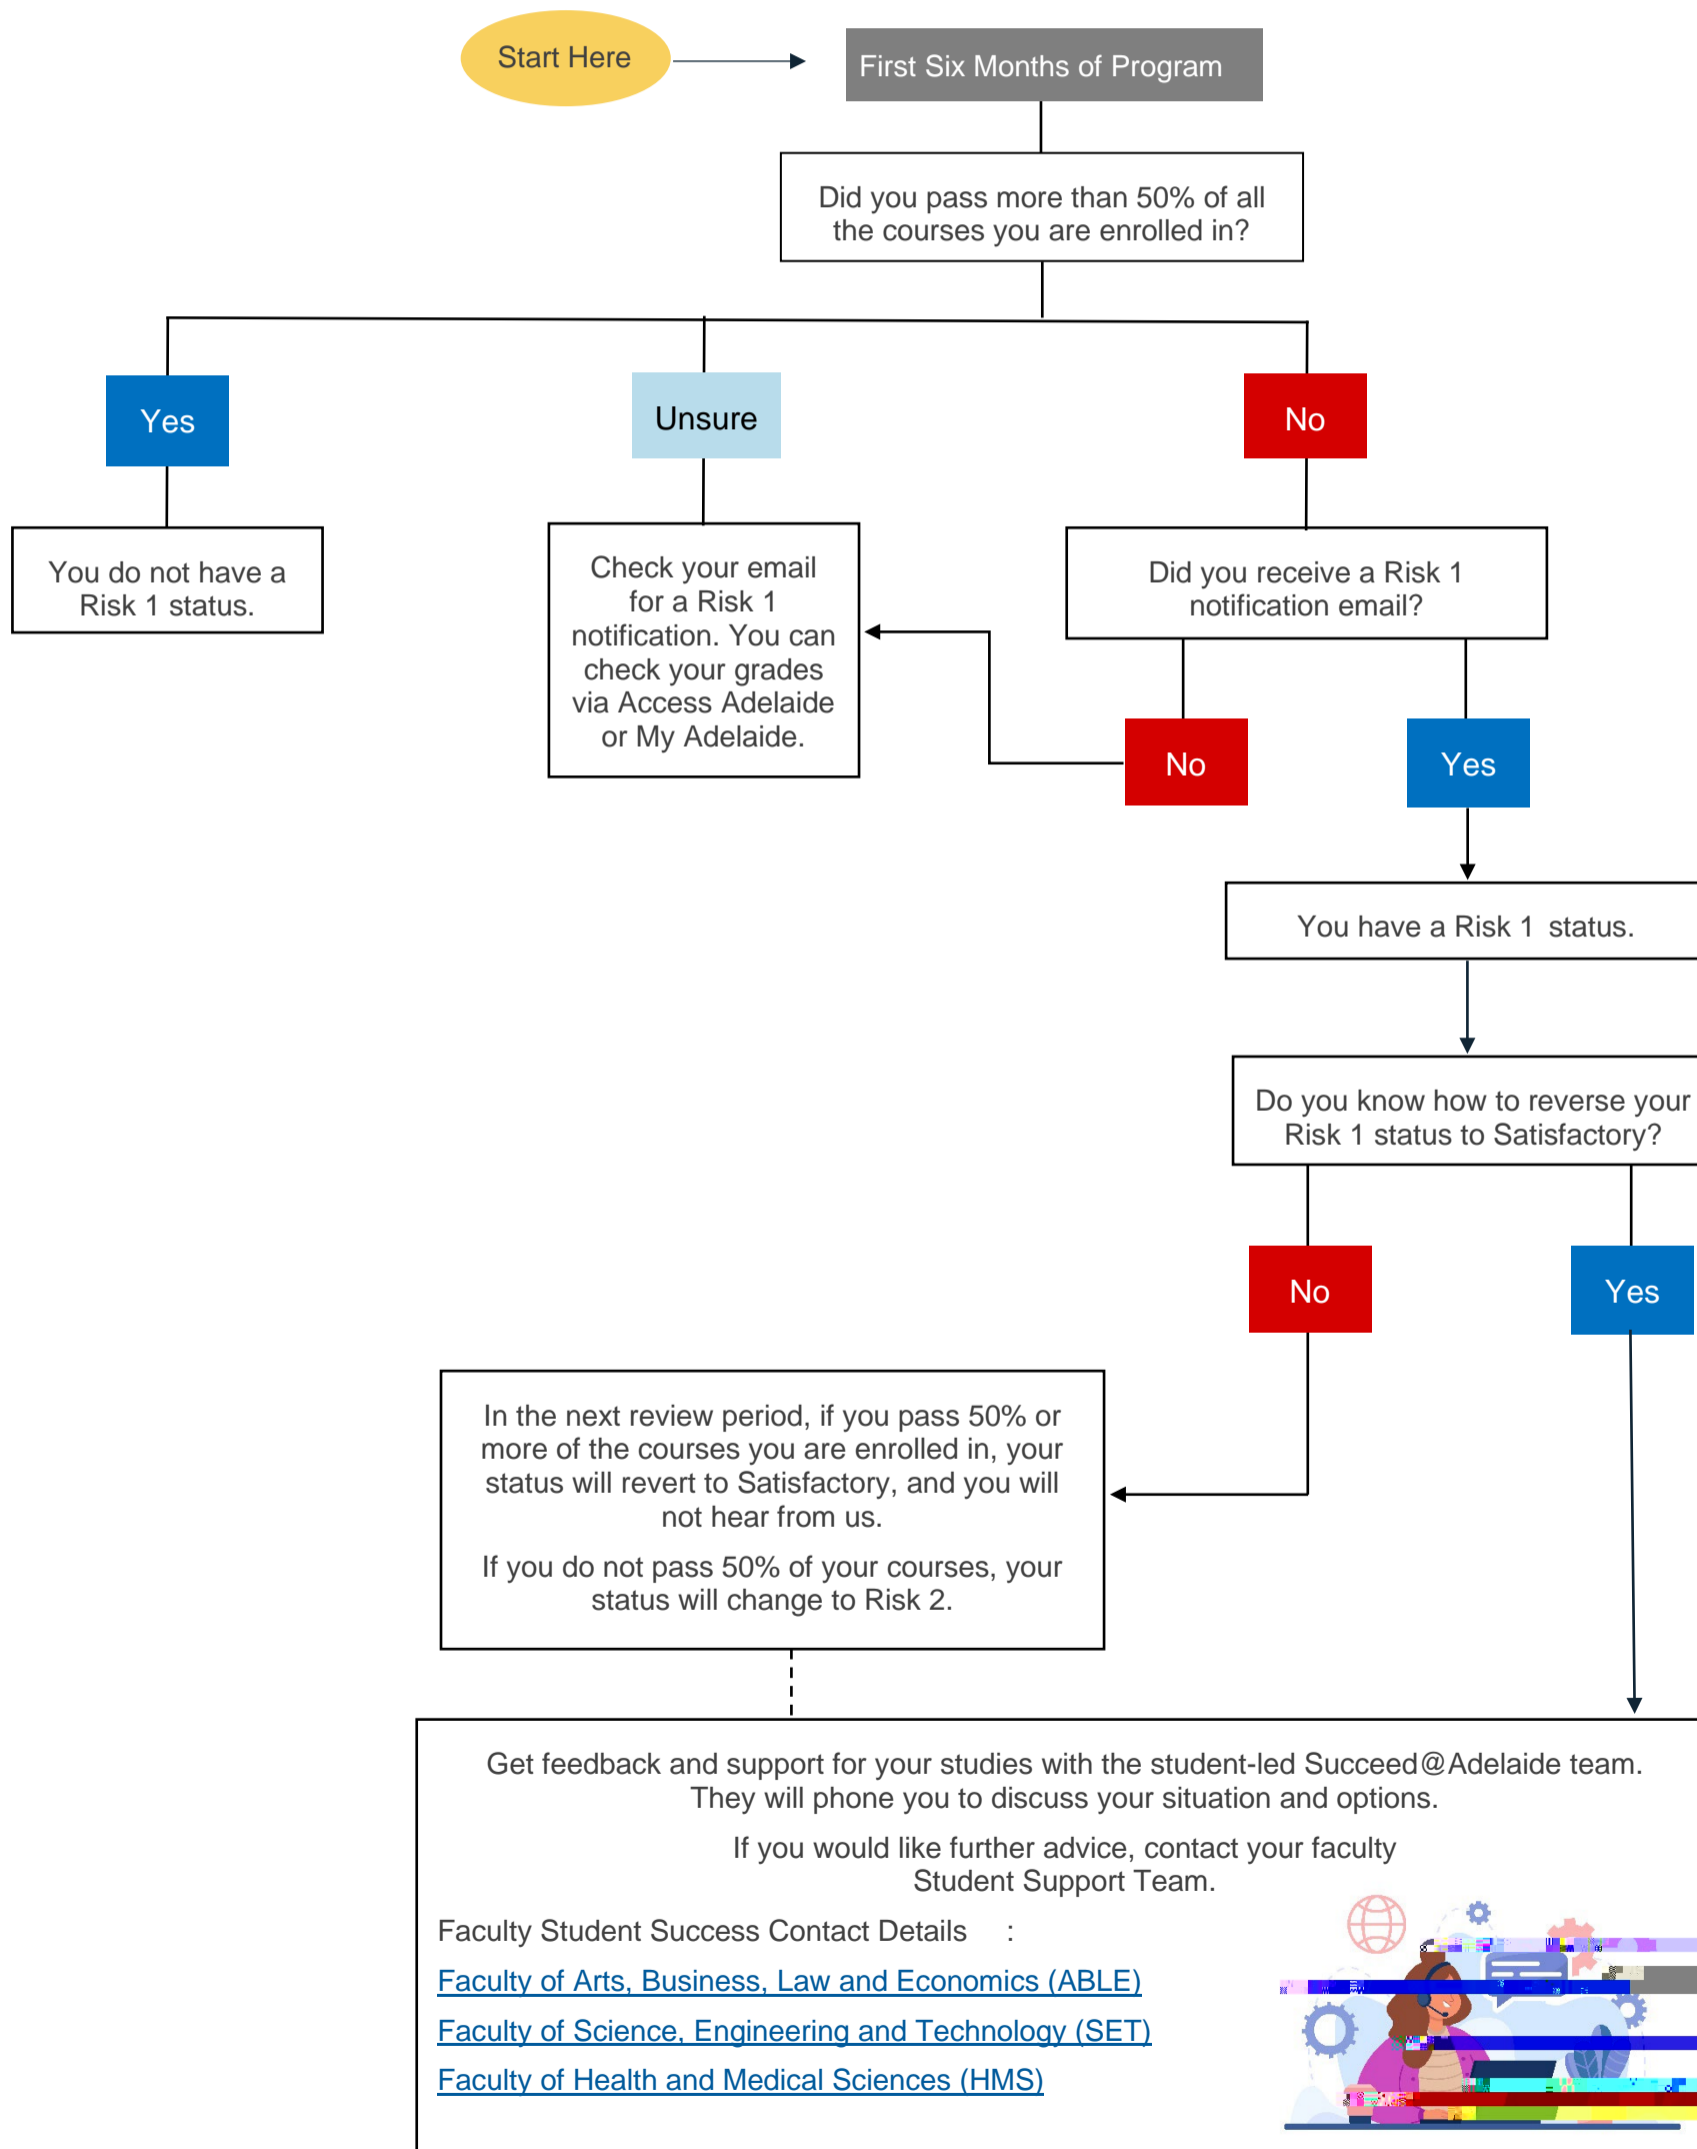 Start Here
First Six Months of Program
Did you pass more than 50% of all
the courses you are enrolled in?
Yes
Unsure
No
You do not have a
Risk 1 status.
Check your email
for a Risk 1
notification. You can
check your grades
via Access Adelaide
or My Adelaide.
Did you receive a Risk 1
notification email?
No
Yes
You have a Risk 1 status.
Do you know how to reverse your
Risk 1 status to Satisfactory?
No
Yes
In the next review period, if you pass 50% or
more of the courses you are enrolled in, your
status will revert to Satisfactory, and you will
not hear from us.
If you do not pass 50% of your courses, your
status will change to Risk 2.
Get feedback and support for your studies with the student-led Succeed@Adelaide team.
They will phone you to discuss your situation and options.
If you would like further advice, contact your faculty
Student Support Team.
Faculty Student Success Contact Details :
Faculty of Arts, Business, Law and Economics (ABLE)
Faculty of Science, Engineering and Technology (SET)
Faculty of Health and Medical Sciences (HMS)